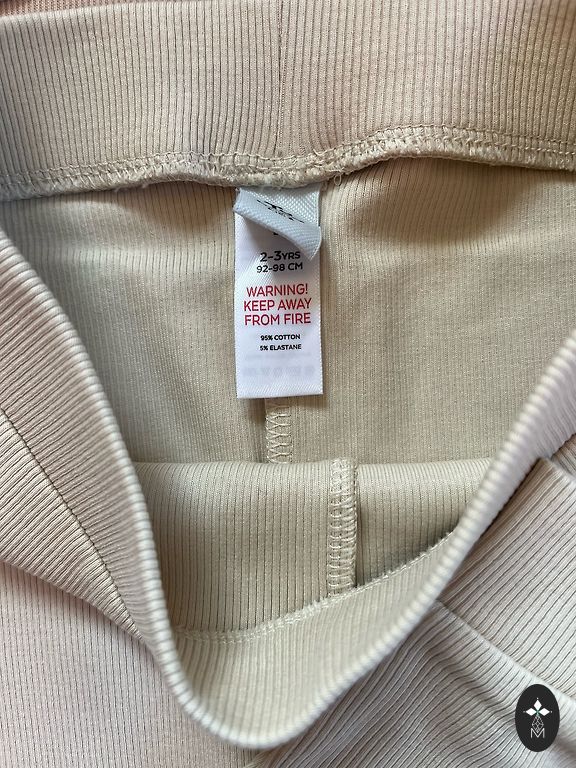 2-3YRS
92-98 CM
WARNING!
KEEP AWAY
FROM FIRE
95% COTTON
5% ELASTANE
M